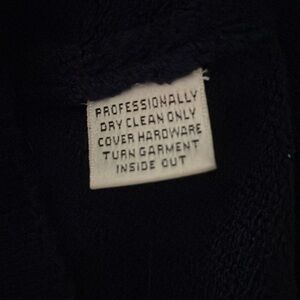 PROFESSIONALLY
DRY CLEAN ONLY
COVER HARDWARE
TURN GARMENT
INSIDE OUT